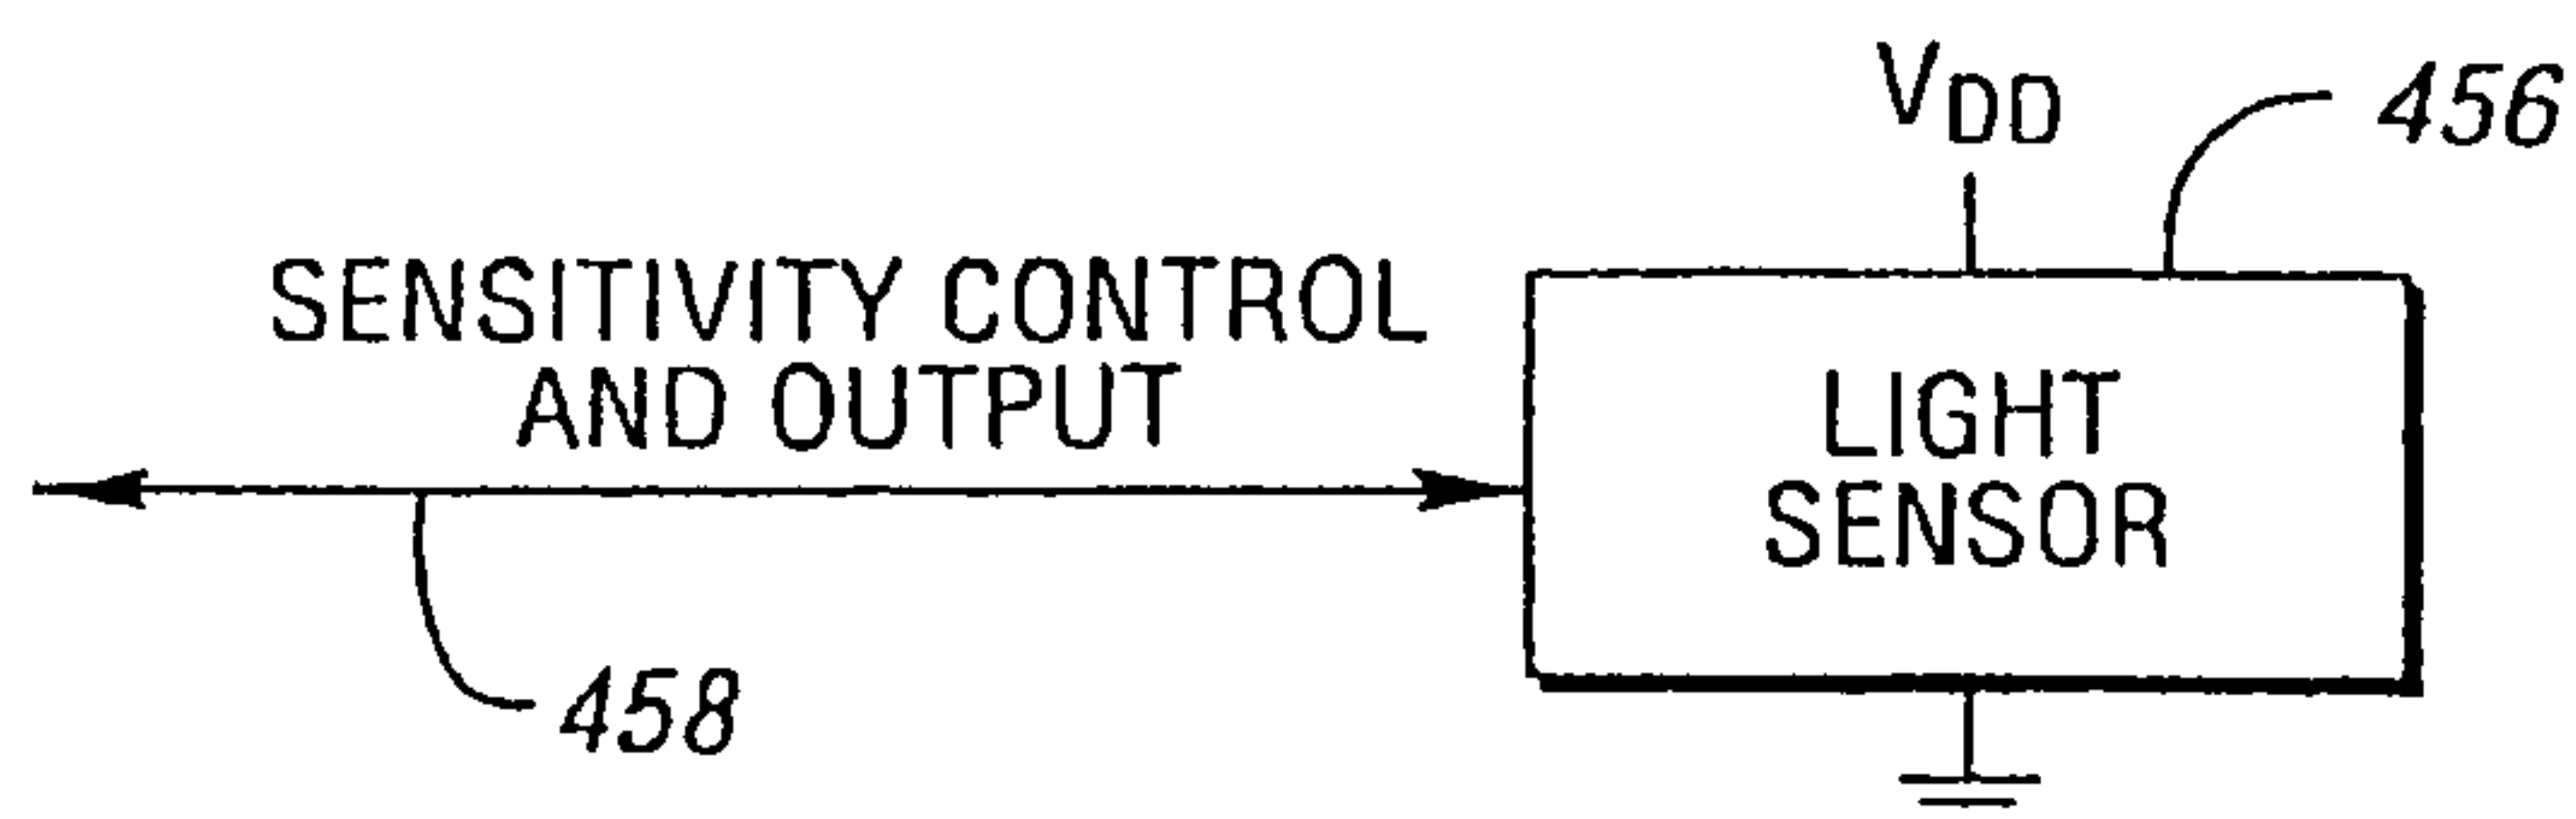 VDD
456
SENSITIVITY CONTROL
AND OUTPUT
LIGHT
SENSOR
458